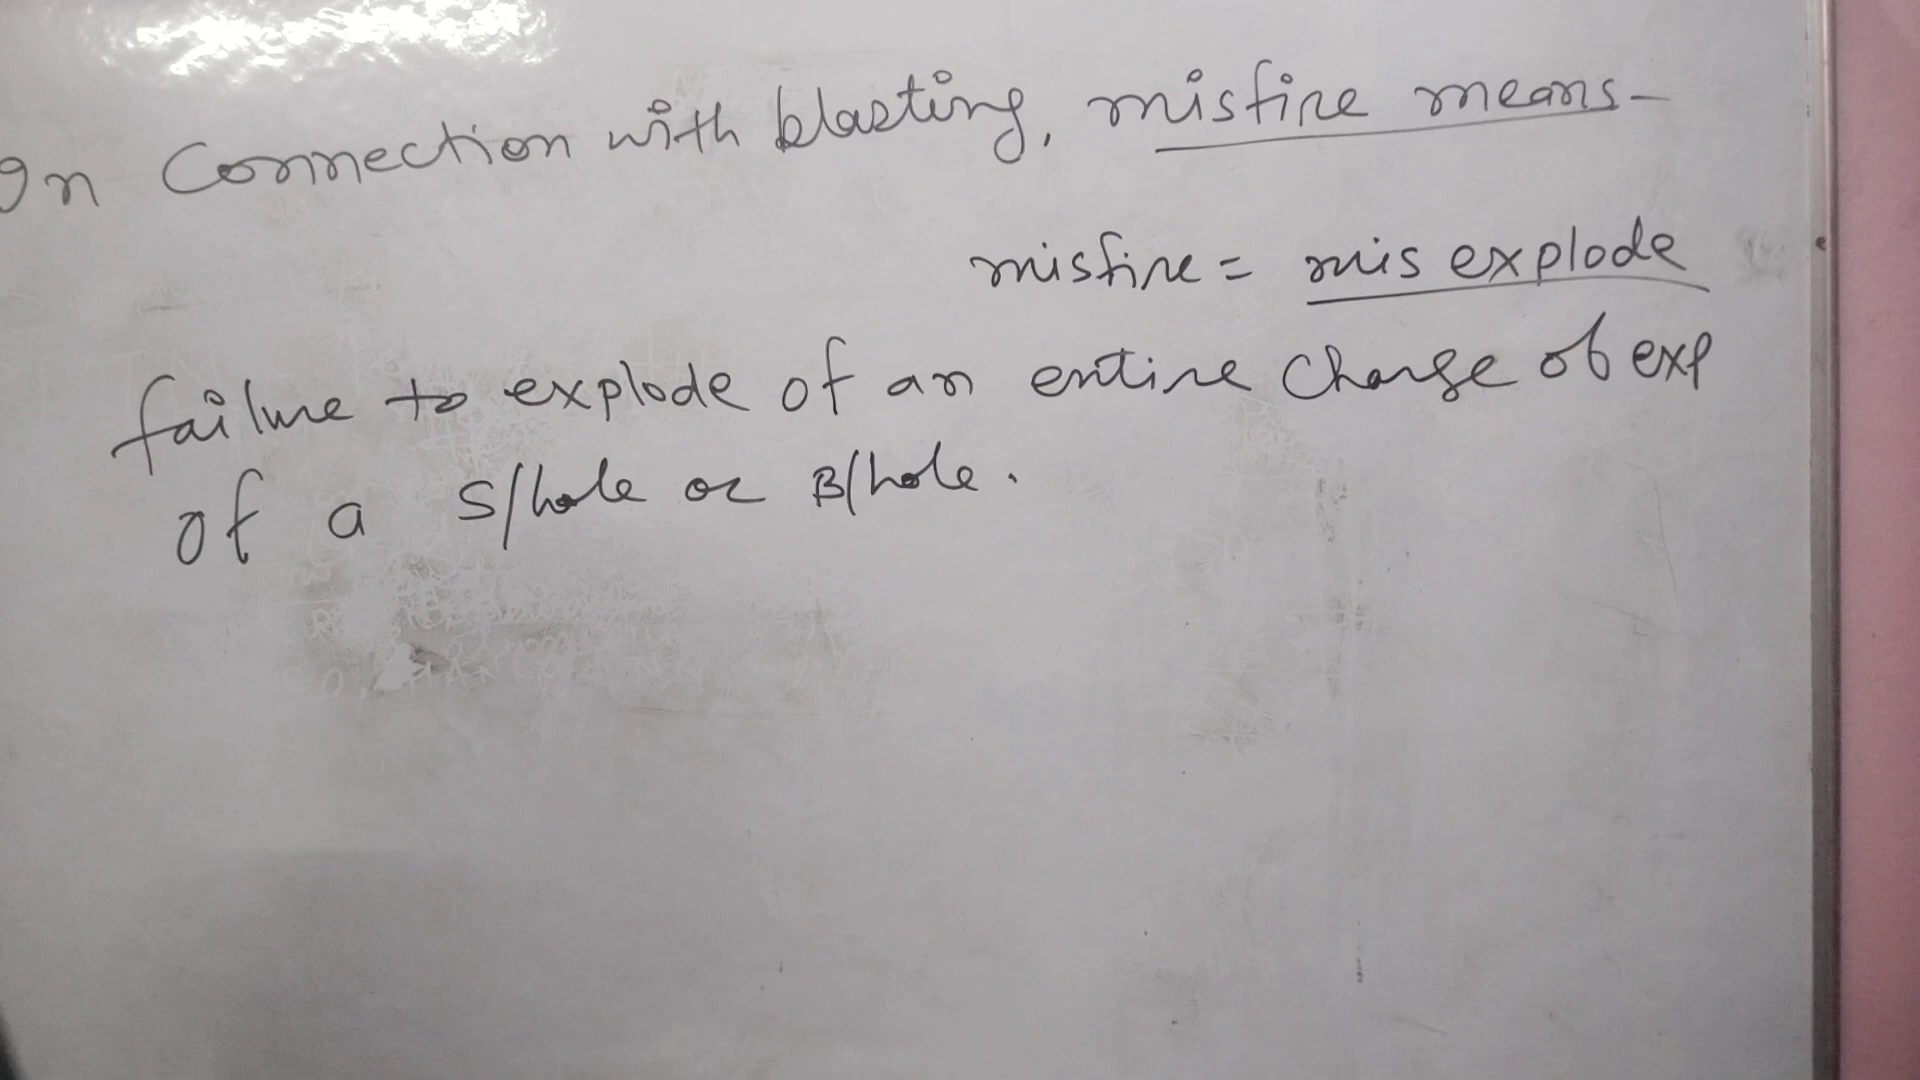 In Connection with blasting, misfire means-
misfire = mis explode
failure to explode of an entire charge of exp
of a S/hole or B/hole.